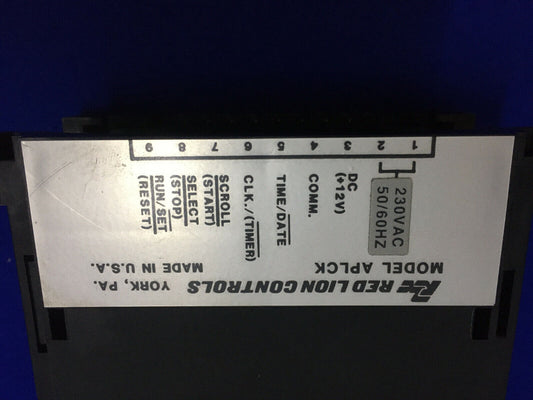 RLC RED LION CONTROLS YORK, PA.
MODEL APLCK MADE IN U.S.A.
230VAC
50/60HZ
DC
(+12V)
COMM.
TIME/DATE
CLK./(TIMER)
SCROLL
(START)
SELECT
(STOP)
RUN/SET
(RESET)
1 2 3 4 5 6 7 8 9